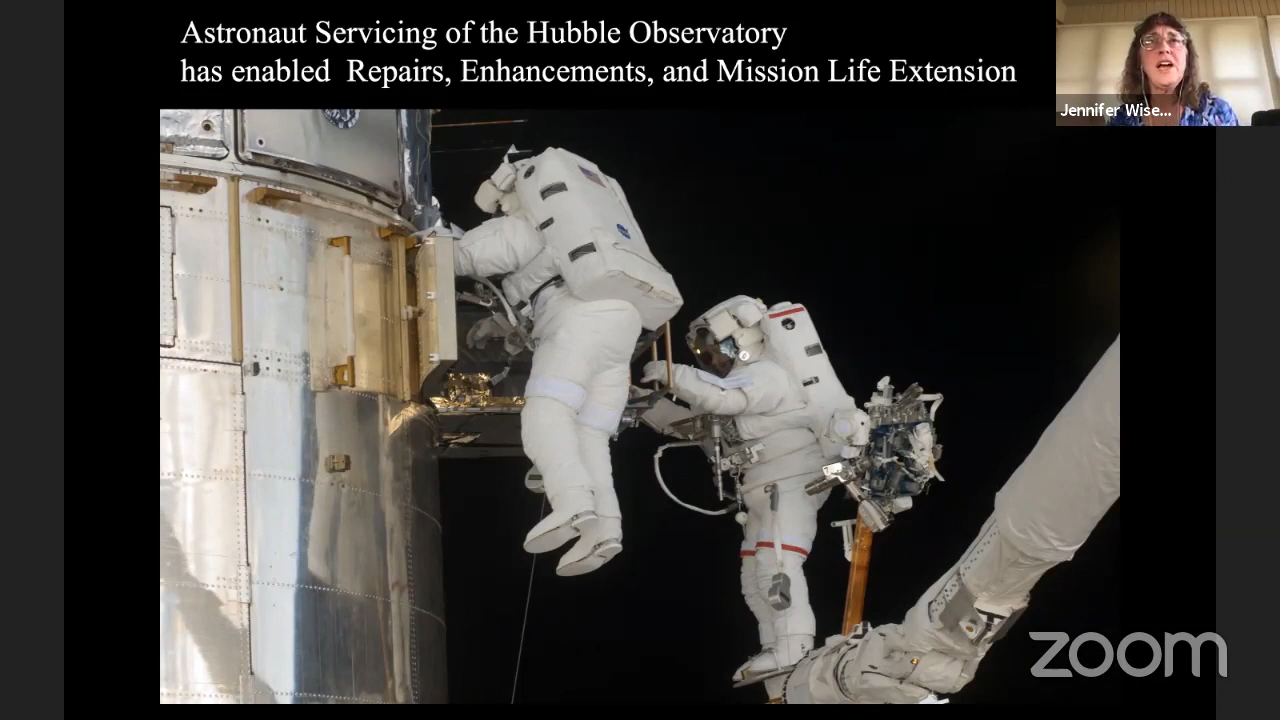 Astronaut Servicing of the Hubble Observatory
has enabled Repairs, Enhancements, and Mission Life Extension
Jennifer Wise...
zoom